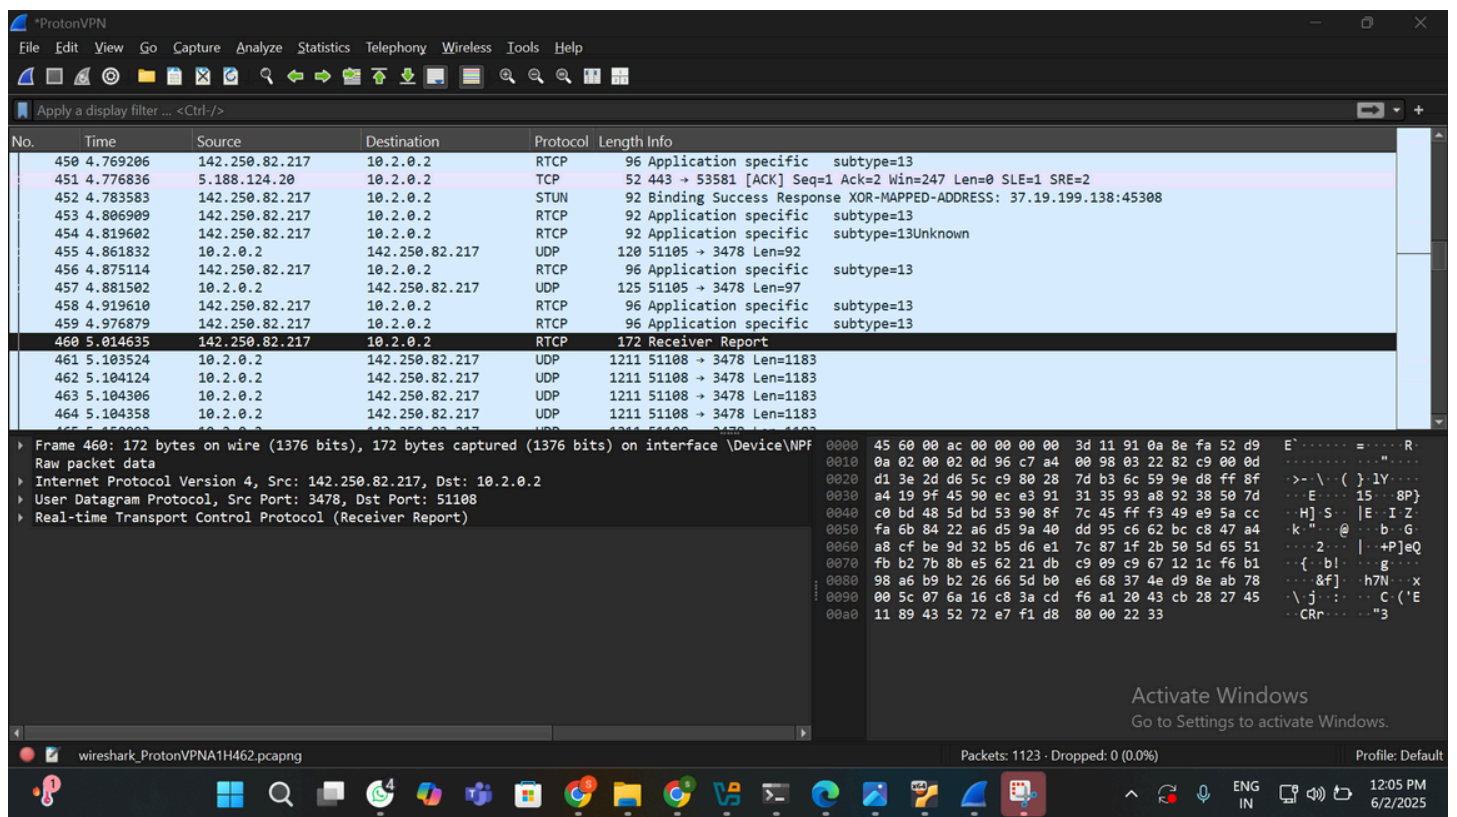 *ProtonVPN
File Edit View Go Capture Analyze Statistics Telephony Wireless Tools Help
Apply a display filter ... <Ctrl-/>
No. Time Source Destination Protocol Length Info
450 4.769206 142.250.82.217 10.2.0.2 RTCP 96 Application specific subtype=13
451 4.776836 5.188.124.20 10.2.0.2 TCP 52 443 → 53581 [ACK] Seq=1 Ack=2 Win=247 Len=0 SLE=1 SRE=2
452 4.783583 142.250.82.217 10.2.0.2 STUN 92 Binding Success Response XOR-MAPPED-ADDRESS: 37.19.199.138:45308
453 4.806909 142.250.82.217 10.2.0.2 RTCP 92 Application specific subtype=13
454 4.819602 142.250.82.217 10.2.0.2 RTCP 92 Application specific subtype=13Unknown
455 4.861832 10.2.0.2 142.250.82.217 UDP 120 51105 → 3478 Len=92
456 4.875114 142.250.82.217 10.2.0.2 RTCP 96 Application specific subtype=13
457 4.881502 10.2.0.2 142.250.82.217 UDP 125 51105 → 3478 Len=97
458 4.919610 142.250.82.217 10.2.0.2 RTCP 96 Application specific subtype=13
459 4.976879 142.250.82.217 10.2.0.2 RTCP 96 Application specific subtype=13
460 5.014635 142.250.82.217 10.2.0.2 RTCP 172 Receiver Report
461 5.103524 10.2.0.2 142.250.82.217 UDP 1211 51108 → 3478 Len=1183
462 5.104124 10.2.0.2 142.250.82.217 UDP 1211 51108 → 3478 Len=1183
463 5.104306 10.2.0.2 142.250.82.217 UDP 1211 51108 → 3478 Len=1183
464 5.104358 10.2.0.2 142.250.82.217 UDP 1211 51108 → 3478 Len=1183
Frame 460: 172 bytes on wire (1376 bits), 172 bytes captured (1376 bits) on interface \Device\NPF
Raw packet data
Internet Protocol Version 4, Src: 142.250.82.217, Dst: 10.2.0.2
User Datagram Protocol, Src Port: 3478, Dst Port: 51108
Real-time Transport Control Protocol (Receiver Report)
0000 45 60 00 ac 00 00 00 00 3d 11 91 0a 8e fa 52 d9 E`······ =·····R·
0010 0a 02 00 02 0d 96 c7 a4 00 98 03 22 82 c9 00 0d ········ ···"····
0020 d1 3e 2d d6 5c c9 80 28 7d b3 6c 59 9e d8 ff 8f ·>-·\··( }·lY····
0030 a4 19 9f 45 90 ec e3 91 31 35 93 a8 92 38 50 7d ···E···· 15···8P}
0040 c0 bd 48 5d bd 53 90 8f 7c 45 ff f3 49 e9 5a cc ··H]·S·· |E··I·Z·
0050 fa 6b 84 22 a6 d5 9a 40 dd 95 c6 62 bc c8 47 a4 ·k·"···@ ···b··G·
0060 a8 cf be 9d 32 b5 d6 e1 7c 87 1f 2b 50 5d 65 51 ····2··· |··+P]eQ
0070 fb b2 7b 8b e5 62 21 db c9 09 c9 67 12 1c f6 b1 ··{··b!· ···g····
0080 98 a6 b9 b2 26 66 5d b0 e6 68 37 4e d9 8e ab 78 ····&f]· ·h7N···x
0090 00 5c 07 6a 16 c8 3a cd f6 a1 20 43 cb 28 27 45 ·\·j··:· ·· C·('E
00a0 11 89 43 52 72 e7 f1 d8 80 00 22 33 ··CRr··· ··"3
Activate Windows
Go to Settings to activate Windows.
wireshark_ProtonVPNA1H462.pcapng Packets: 1123 · Dropped: 0 (0.0%) Profile: Default
1
4
S
S
X64
ENG
IN
12:05 PM
6/2/2025